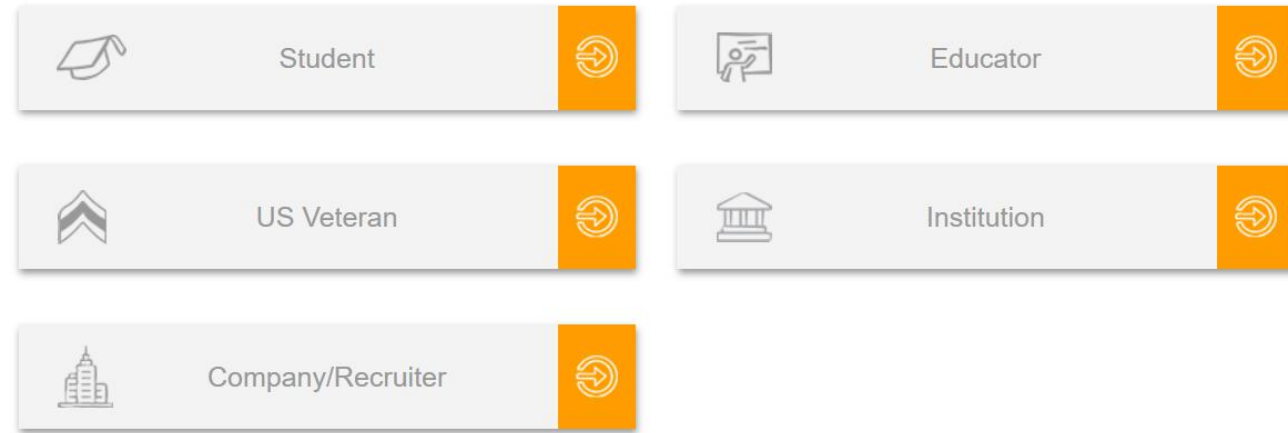 Student
Educator
US Veteran
Institution
Company/Recruiter